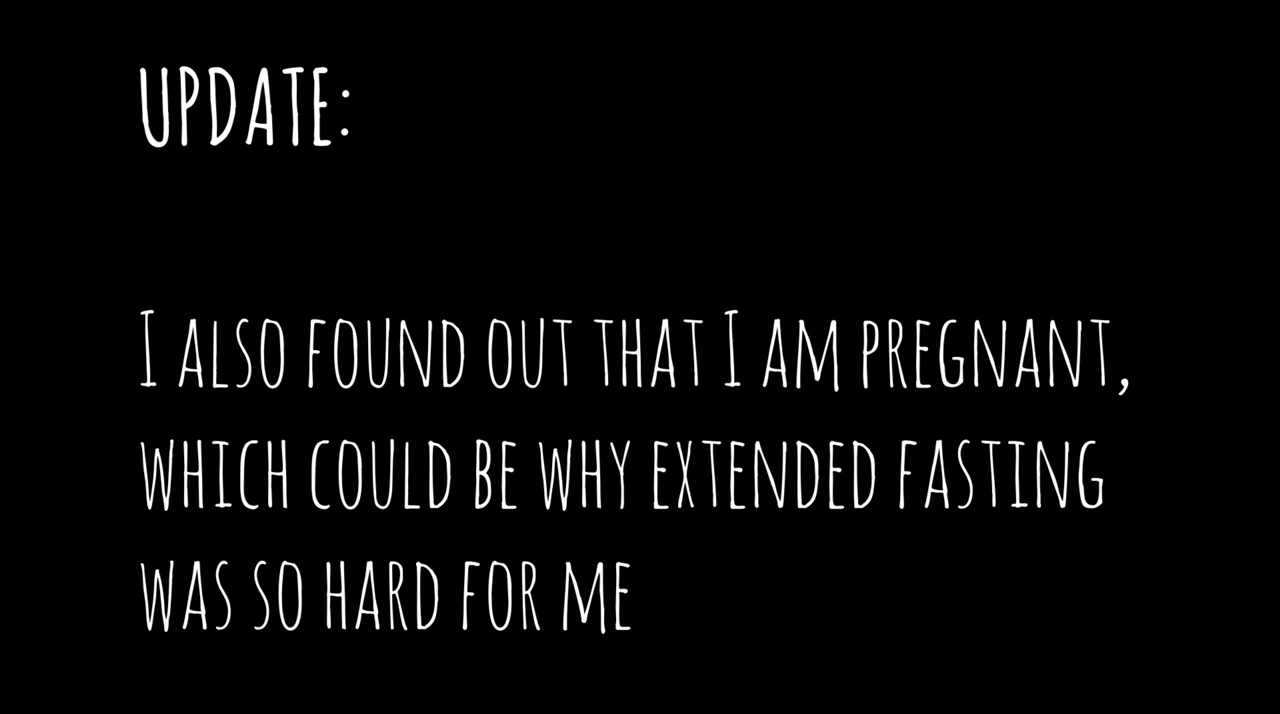 UPDATE:
I ALSO FOUND OUT THAT I AM PREGNANT,
WHICH COULD BE WHY EXTENDED FASTING
WAS SO HARD FOR ME